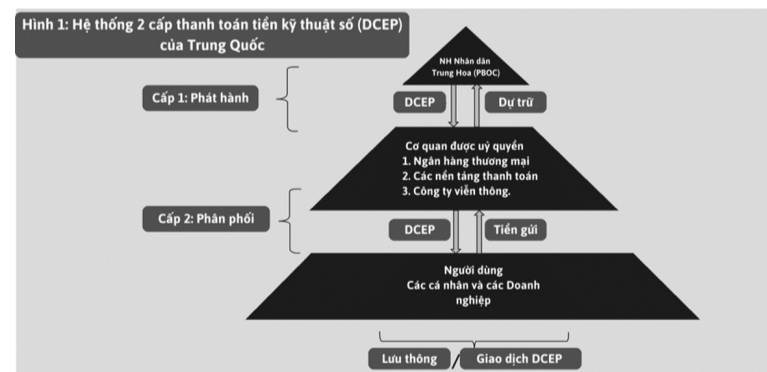 Hình 1: Hệ thống 2 cấp thanh toán tiền kỹ thuật số (DCEP)
của Trung Quốc
NH Nhân dân
Trung Hoa (PBOC)
Cấp 1: Phát hành
DCEP
Dự trữ
Cơ quan được uỷ quyền
1. Ngân hàng thương mại
2. Các nền tảng thanh toán
3. Công ty viễn thông.
Cấp 2: Phân phối
DCEP
Tiền gửi
Người dùng
Các cá nhân và các Doanh
nghiệp
Lưu thông / Giao dịch DCEP